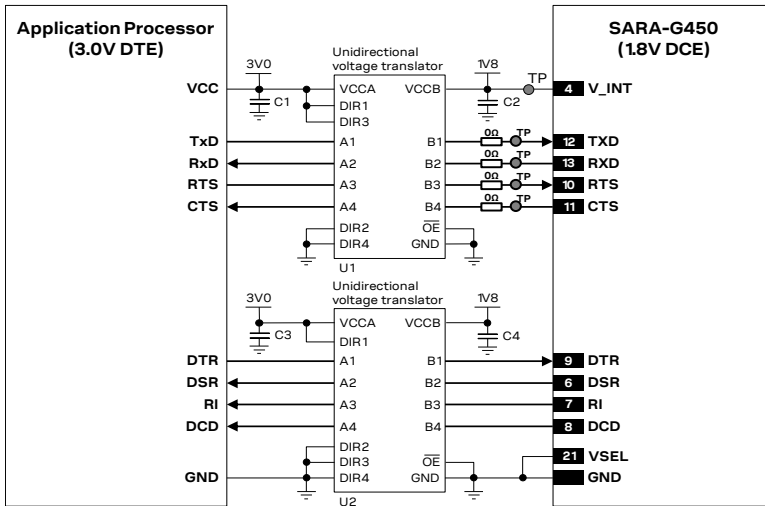 Application Processor
(3.0V DTE)
SARA-G450
(1.8V DCE)
Unidirectional
voltage translator
3V0
1V8
TP
VCC
C1
VCCA
VCCB
C2
4
V_INT
DIR1
DIR3
TxD
A1
B1
0Ω
TP
12
TXD
RxD
A2
B2
0Ω
TP
13
RXD
RTS
A3
B3
0Ω
TP
10
RTS
CTS
A4
B4
0Ω
TP
11
CTS
DIR2
OE
DIR4
GND
U1
Unidirectional
voltage translator
3V0
1V8
C3
VCCA
VCCB
C4
DIR1
DTR
A1
B1
9
DTR
DSR
A2
B2
6
DSR
RI
A3
B3
7
RI
DCD
A4
B4
8
DCD
DIR2
DIR3
OE
21
VSEL
GND
DIR4
GND
GND
U2